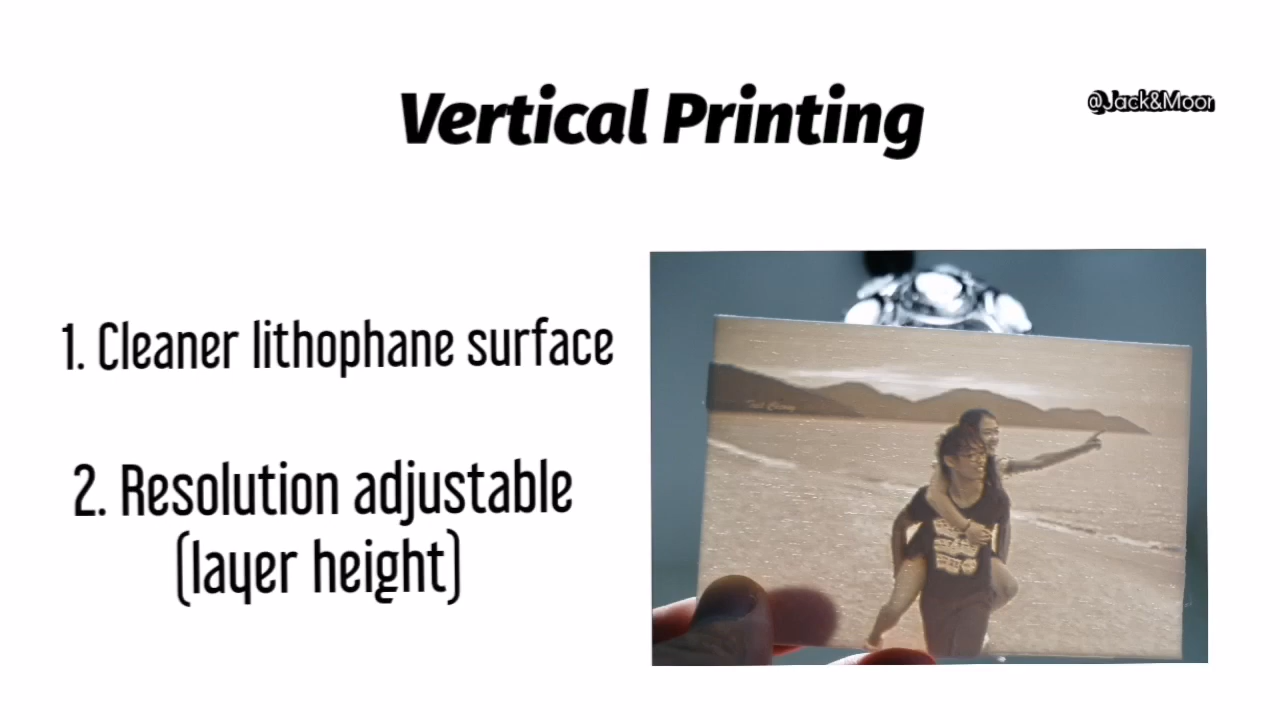 Vertical Printing
@Jack&Moor
1. Cleaner lithophane surface
2. Resolution adjustable
(layer height)